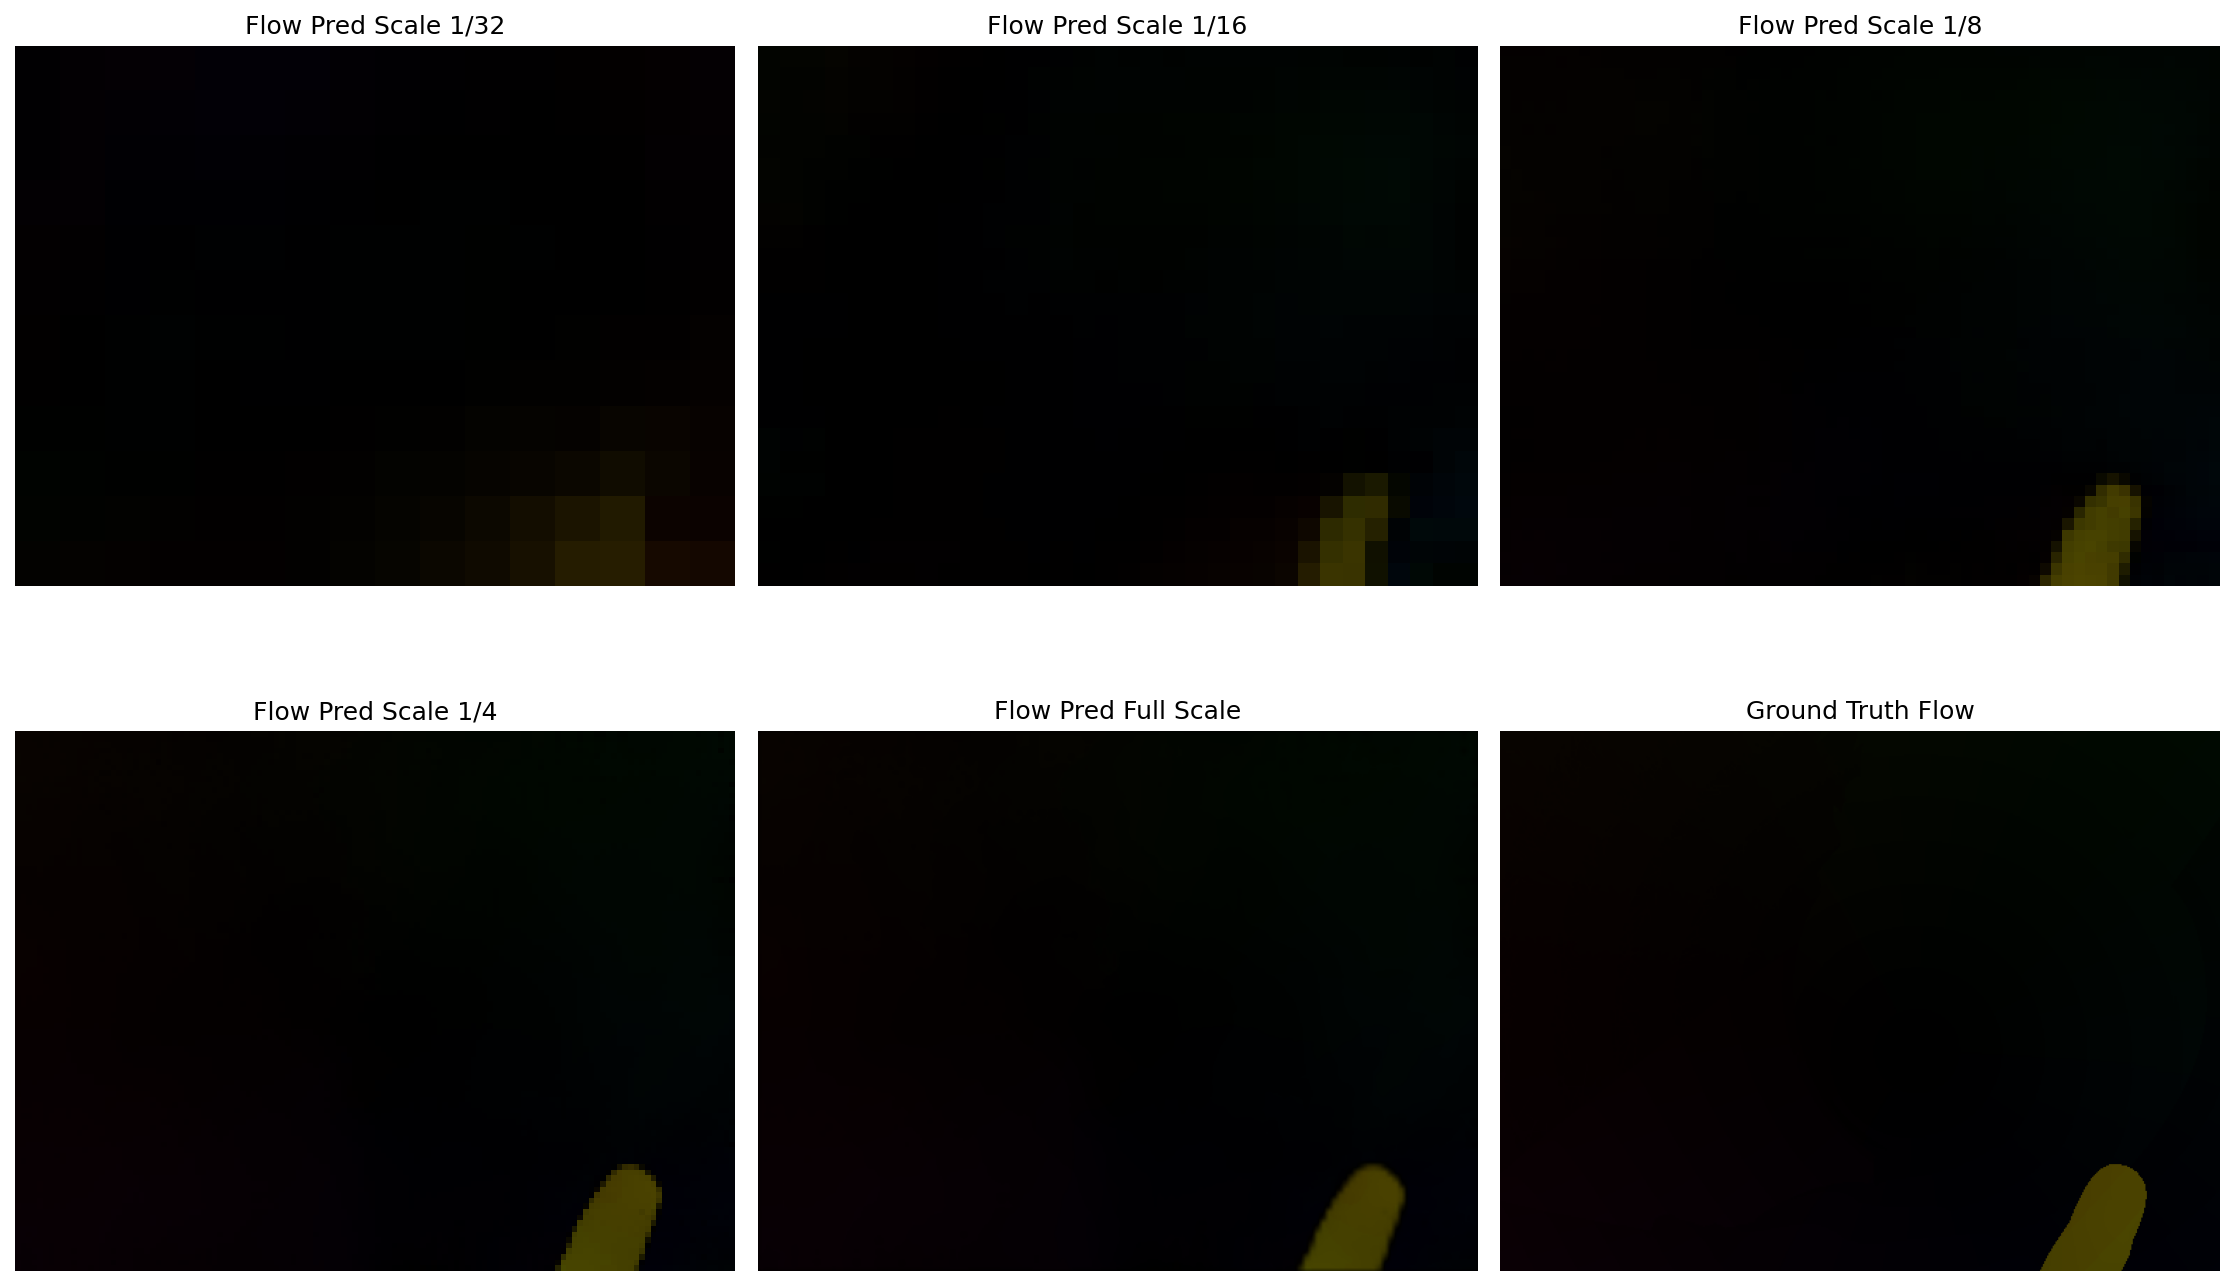 Flow Pred Scale 1/32
Flow Pred Scale 1/16
Flow Pred Scale 1/8
Flow Pred Scale 1/4
Flow Pred Full Scale
Ground Truth Flow